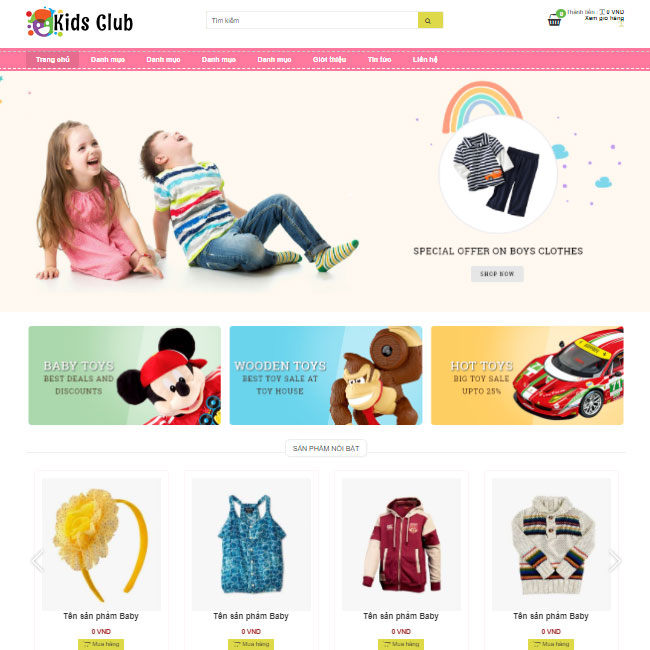 Kids Club
Tìm kiếm
0
Thành tiền : 0 VND
Xem giỏ hàng
Trang chủ Danh mục Danh mục Danh mục Danh mục Giới thiệu Tin tức Liên hệ
SPECIAL OFFER ON BOYS CLOTHES
SHOP NOW
BABY TOYS
BEST DEALS AND
DISCOUNTS
WOODEN TOYS
BEST TOY SALE AT
TOY HOUSE
HOT TOYS
BIG TOY SALE
UPTO 25%
SẢN PHẨM NỔI BẬT
Tên sản phẩm Baby Tên sản phẩm Baby Tên sản phẩm Baby Tên sản phẩm Baby
0 VND 0 VND 0 VND 0 VND
Mua hàng Mua hàng Mua hàng Mua hàng